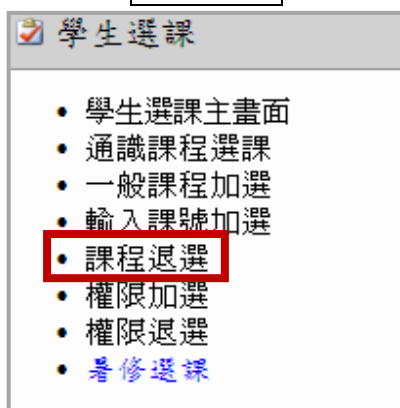 學生選課
學生選課主畫面
通識課程選課
一般課程加選
輸入課號加選
課程退選
權限加選
權限退選
暑修選課